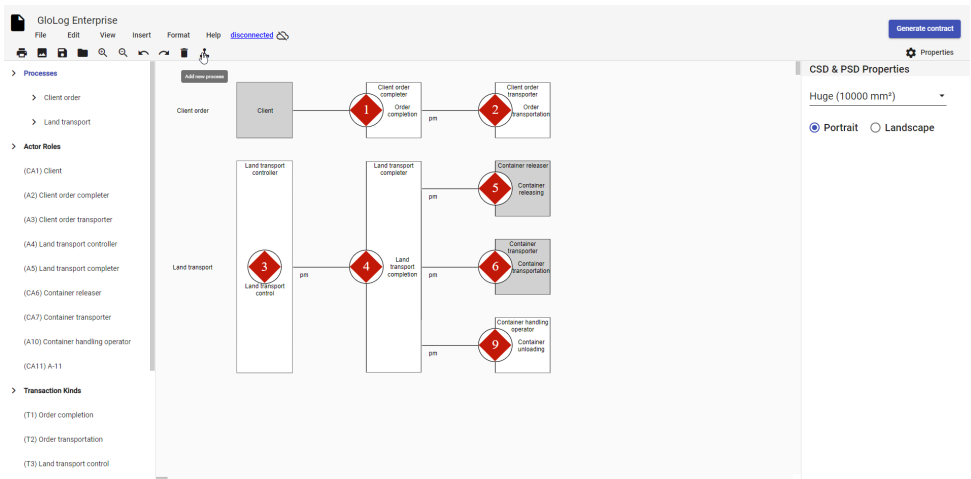 GloLog Enterprise
File Edit View Insert Format Help disconnected
Generate contract
Properties
Add new process
Processes
Client order
Land transport
Actor Roles
(CA1) Client
(A2) Client order completer
(A3) Client order transporter
(A4) Land transport controller
(A5) Land transport completer
(CA6) Container releaser
(CA7) Container transporter
(A10) Container handling operator
(CA11) A-11
Transaction Kinds
(T1) Order completion
(T2) Order transportation
(T3) Land transport control
Client order
Client
Client order
completer
1
Order
completion
pm
Client order
transporter
2
Order
transportation
Land transport
Land transport
controller
3
Land transport
control
pm
Land transport
completer
4
Land
transport
completion
pm
Container releaser
5
Container
releasing
pm
Container
transporter
6
Container
transportation
pm
Container handling
operator
9
Container
unloading
CSD & PSD Properties
Huge (10000 mm²)
Portrait Landscape